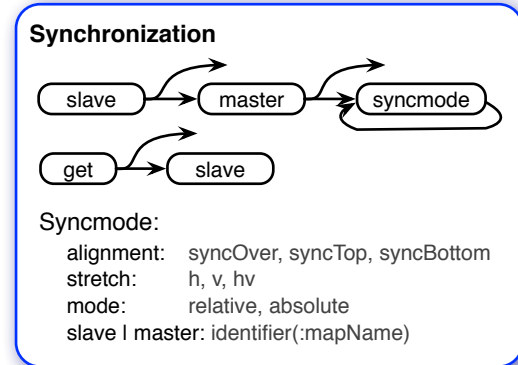 Synchronization
slave master syncmode
get slave
Syncmode:
alignment: syncOver, syncTop, syncBottom
stretch: h, v, hv
mode: relative, absolute
slave | master: identifier(:mapName)